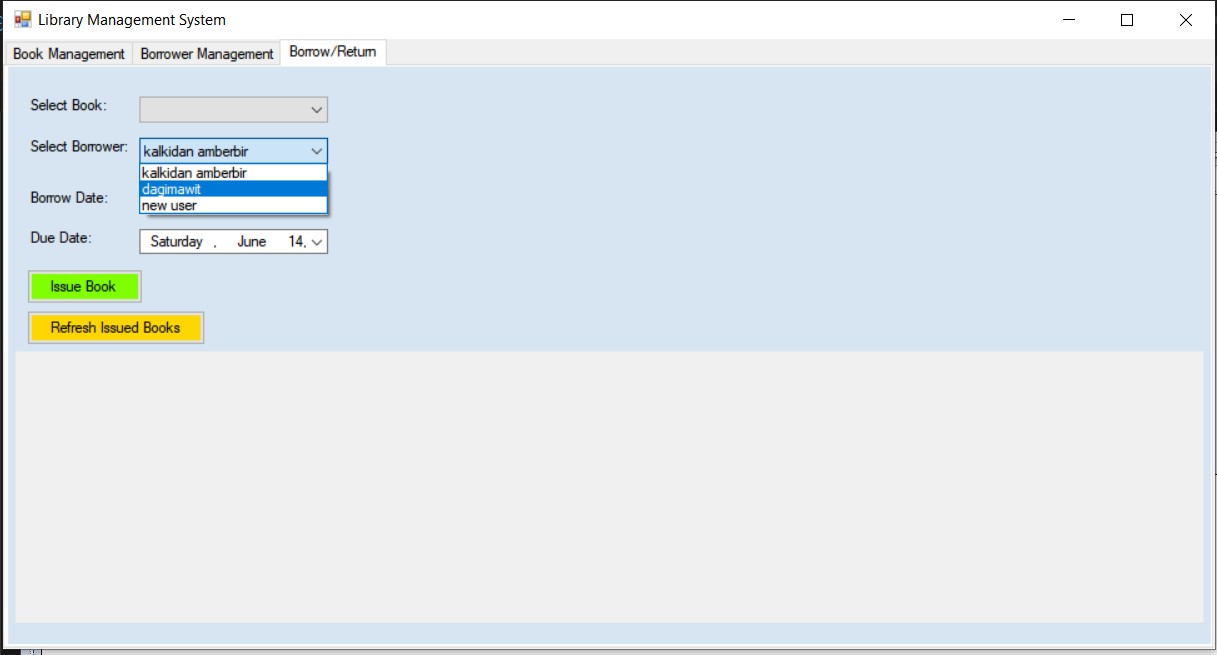 Library Management System
Book Management Borrower Management Borrow/Return
Select Book:
Select Borrower: kalkidan amberbir
kalkidan amberbir
dagimawit
Borrow Date:
new user
Due Date: Saturday , June 14,
Issue Book
Refresh Issued Books